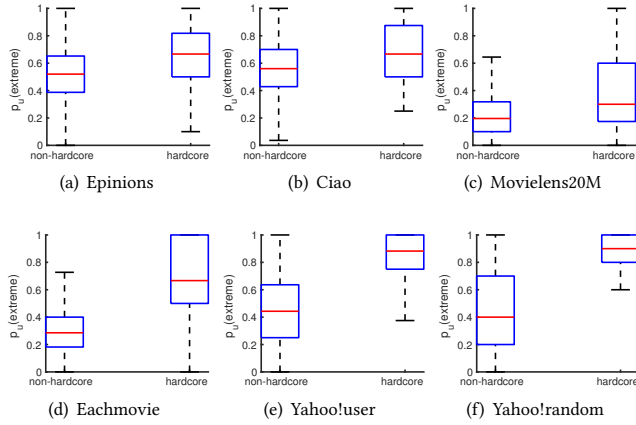 1
0.8
0.6
0.4
0.2
0
p_u(extreme)
non-hardcore hardcore
(a) Epinions
1
0.8
0.6
0.4
0.2
0
p_u(extreme)
non-hardcore hardcore
(b) Ciao
1
0.8
0.6
0.4
0.2
0
p_u(extreme)
non-hardcore hardcore
(c) Movielens20M
1
0.8
0.6
0.4
0.2
0
p_u(extreme)
non-hardcore hardcore
(d) Eachmovie
1
0.8
0.6
0.4
0.2
0
p_u(extreme)
non-hardcore hardcore
(e) Yahoo!user
1
0.8
0.6
0.4
0.2
0
p_u(extreme)
non-hardcore hardcore
(f) Yahoo!random